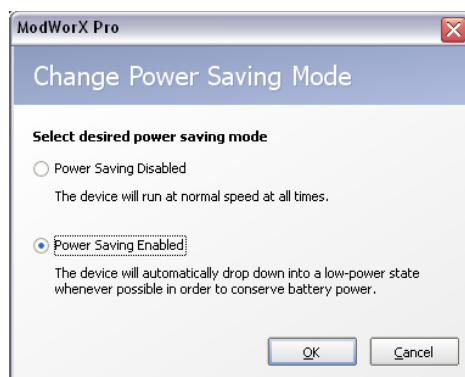 ModWorX Pro
Change Power Saving Mode
Select desired power saving mode
Power Saving Disabled
The device will run at normal speed at all times.
Power Saving Enabled
The device will automatically drop down into a low-power state
whenever possible in order to conserve battery power.
OK Cancel